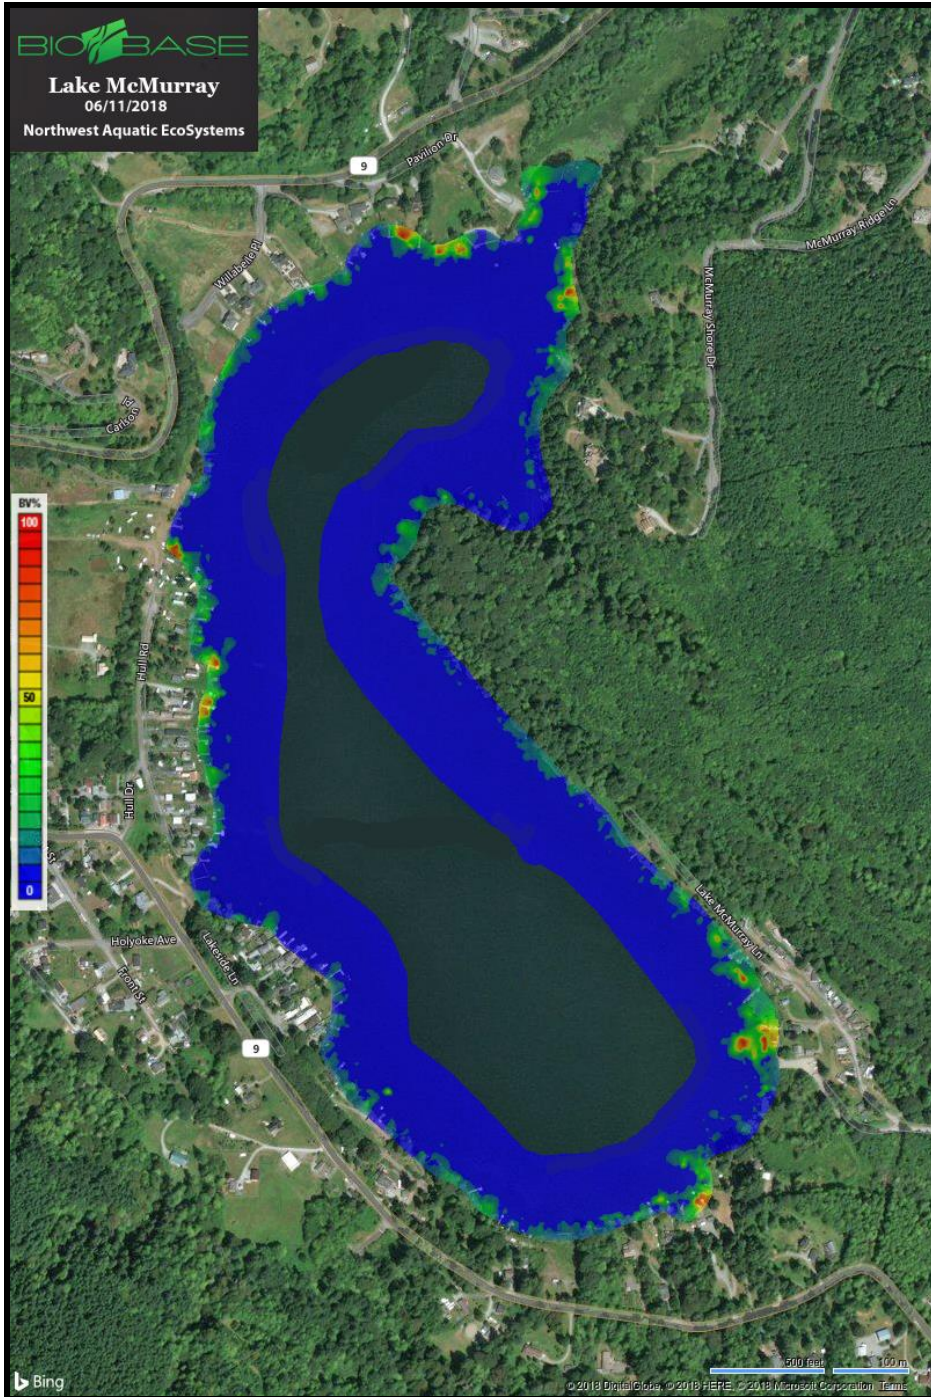 BIOBASE
Lake McMurray
06/11/2018
Northwest Aquatic EcoSystems
9
Pavilion Dr
McMurray Ridge Ln
Willabelle Pl
McMurray Shore Dr
Carlson Pl
BV%
100
50
0
Hull Rd
Hull Dr
St
Holyoke Ave
Front St
Lakeside Ln
Lake McMurray Ln
9
500 feet
100 m
Bing
© 2018 DigitalGlobe, © 2018 HERE, © 2018 Microsoft Corporation Terms